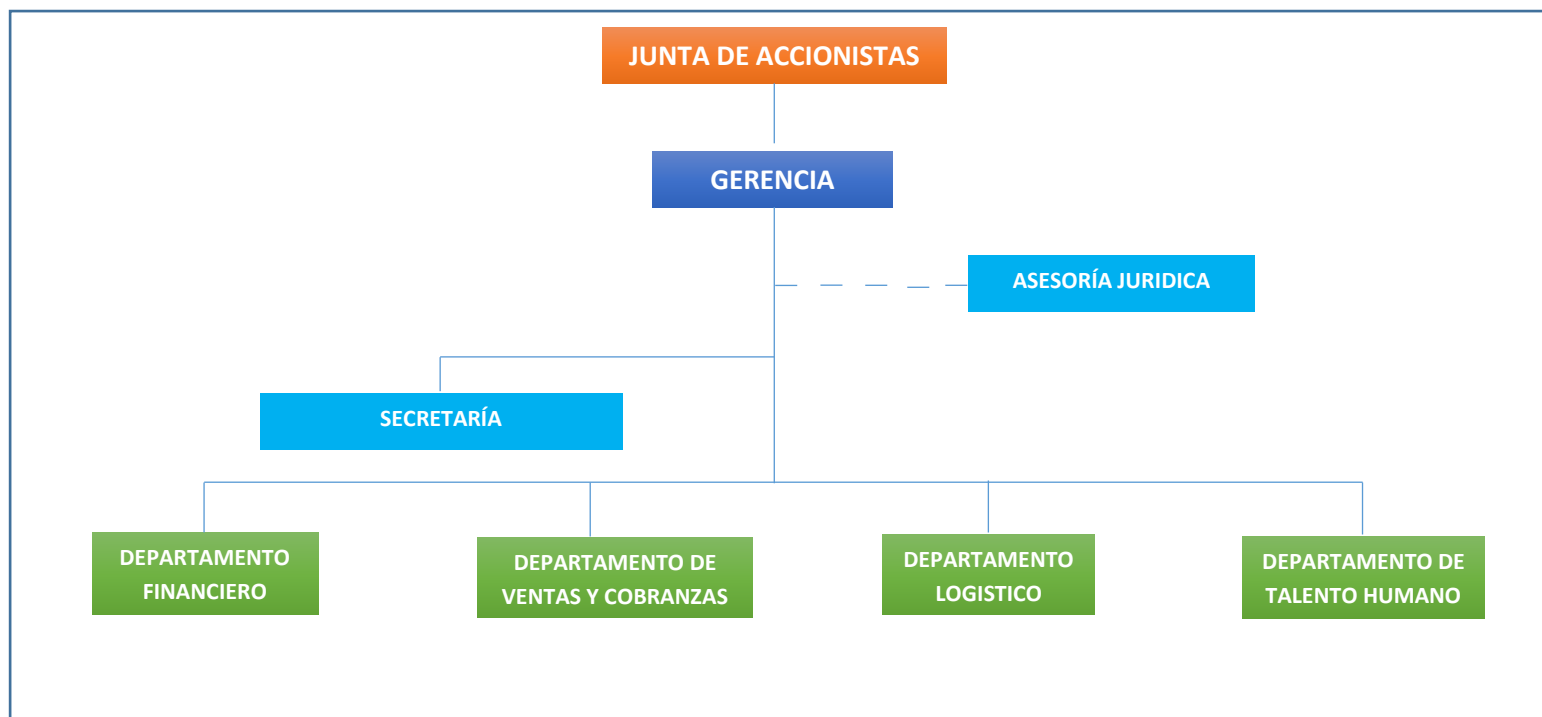 JUNTA DE ACCIONISTAS
GERENCIA
ASESORÍA JURIDICA
SECRETARÍA
DEPARTAMENTO
FINANCIERO
DEPARTAMENTO DE
VENTAS Y COBRANZAS
DEPARTAMENTO
LOGISTICO
DEPARTAMENTO DE
TALENTO HUMANO